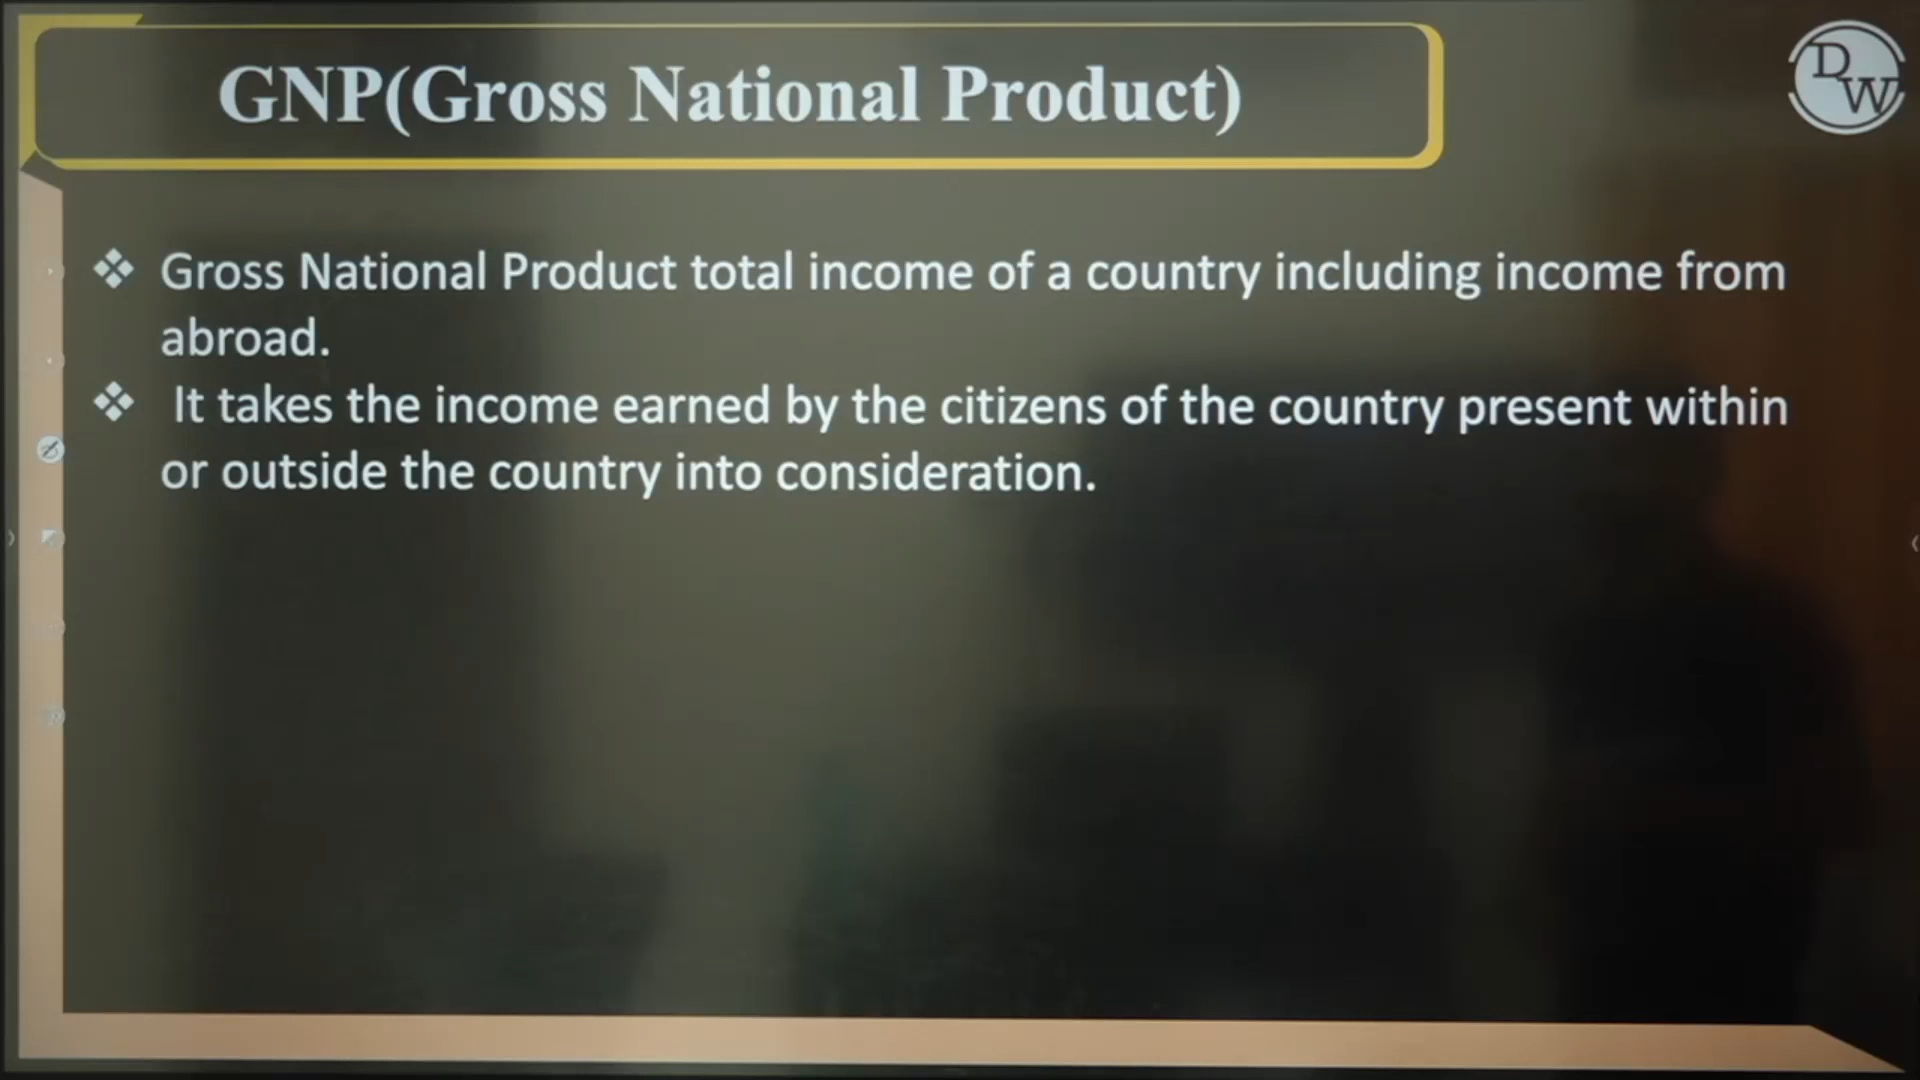 GNP(Gross National Product)
DW
❖ Gross National Product total income of a country including income from
abroad.
❖ It takes the income earned by the citizens of the country present within
or outside the country into consideration.